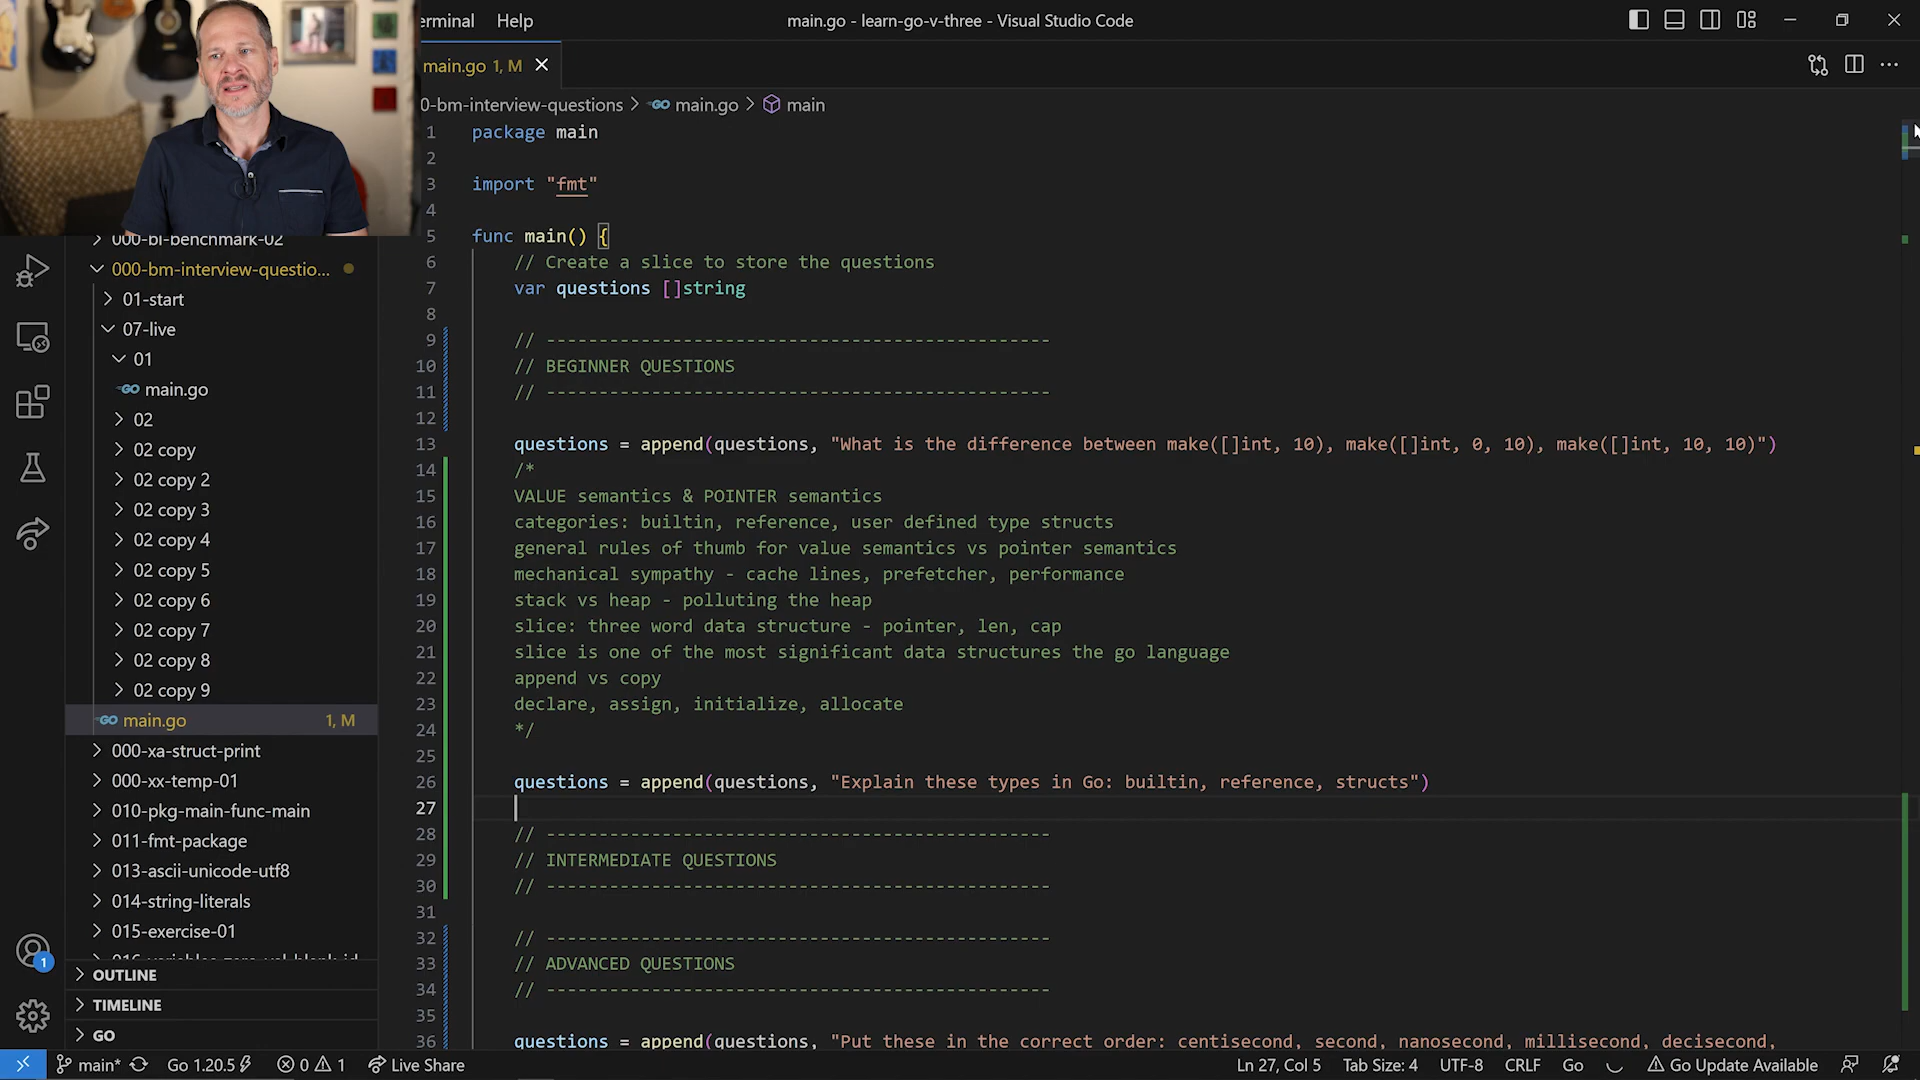 erminal Help main.go - learn-go-v-three - Visual Studio Code
main.go 1, M
0-bm-interview-questions > main.go > main
000-bl-benchmark-02
000-bm-interview-questio...
01-start
07-live
01
main.go
02
02 copy
02 copy 2
02 copy 3
02 copy 4
02 copy 5
02 copy 6
02 copy 7
02 copy 8
02 copy 9
main.go 1, M
000-xa-struct-print
000-xx-temp-01
010-pkg-main-func-main
011-fmt-package
013-ascii-unicode-utf8
014-string-literals
015-exercise-01
OUTLINE
TIMELINE
GO
1
1 package main
2
3 import "fmt"
4
5 func main() {
6 // Create a slice to store the questions
7 var questions []string
8
9 // ------------------------------------------------
10 // BEGINNER QUESTIONS
11 // ------------------------------------------------
12
13 questions = append(questions, "What is the difference between make([]int, 10), make([]int, 0, 10), make([]int, 10, 10)")
14 /*
15 VALUE semantics & POINTER semantics
16 categories: builtin, reference, user defined type structs
17 general rules of thumb for value semantics vs pointer semantics
18 mechanical sympathy - cache lines, prefetcher, performance
19 stack vs heap - polluting the heap
20 slice: three word data structure - pointer, len, cap
21 slice is one of the most significant data structures the go language
22 append vs copy
23 declare, assign, initialize, allocate
24 */
25
26 questions = append(questions, "Explain these types in Go: builtin, reference, structs")
27
28 // ------------------------------------------------
29 // INTERMEDIATE QUESTIONS
30 // ------------------------------------------------
31
32 // ------------------------------------------------
33 // ADVANCED QUESTIONS
34 // ------------------------------------------------
35
36 questions = append(questions, "Put these in the correct order: centisecond, second, nanosecond, millisecond, decisecond,
main* Go 1.20.5 0 1 Live Share Ln 27, Col 5 Tab Size: 4 UTF-8 CRLF Go Go Update Available